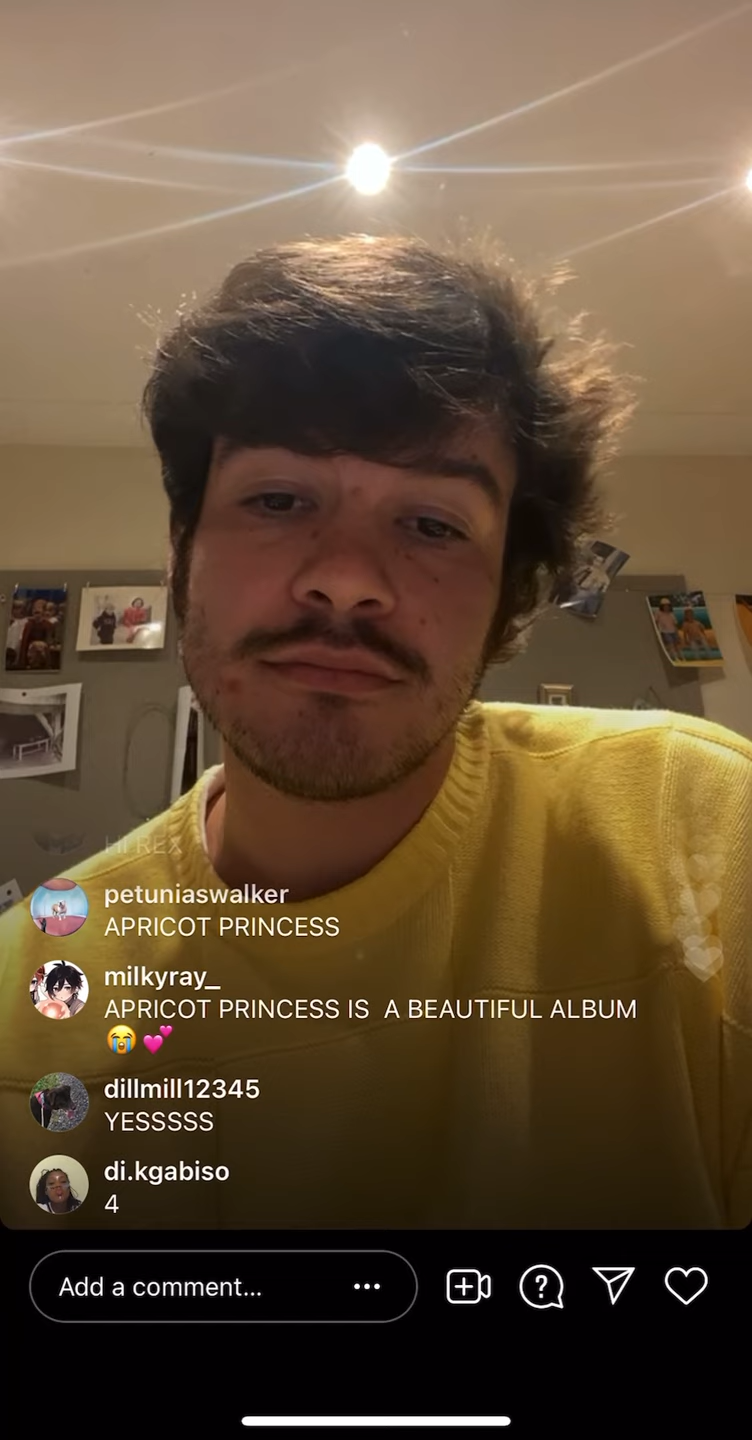 HI REX
petuniaswalker
APRICOT PRINCESS
milkyray_
APRICOT PRINCESS IS A BEAUTIFUL ALBUM
😭💕
dillmill12345
YESSSSS
di.kgabiso
4
Add a comment...